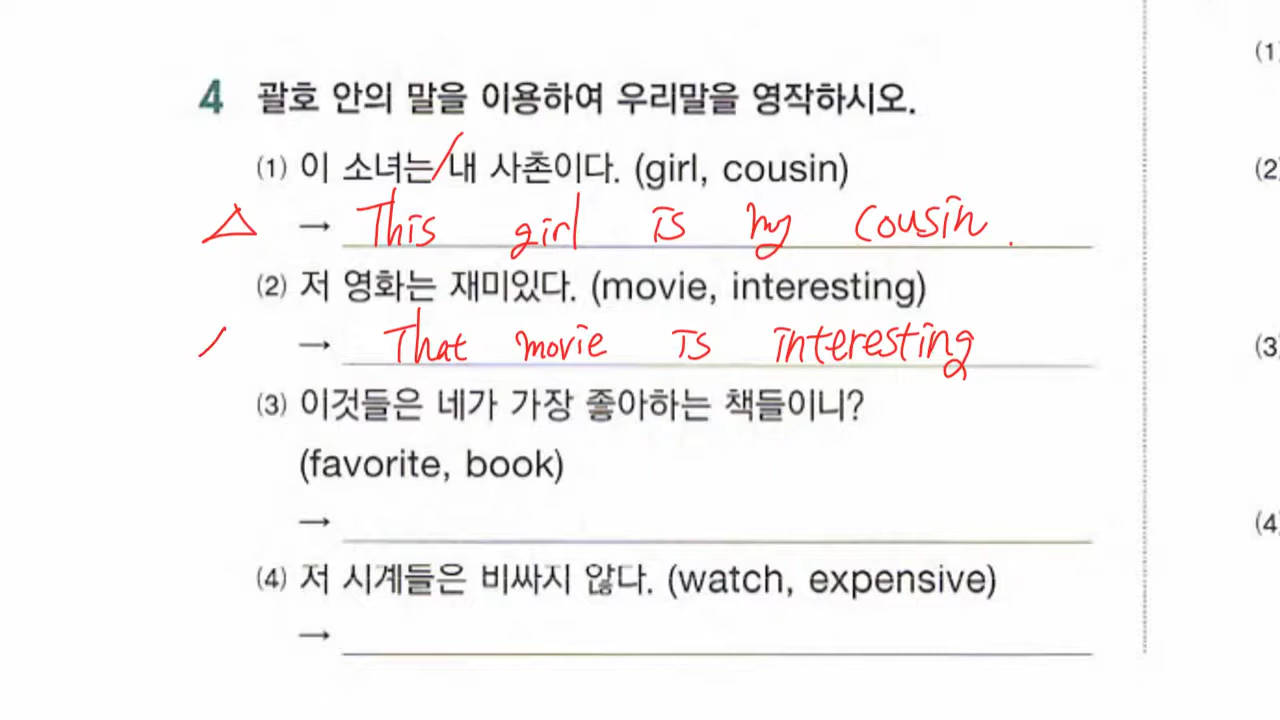 4 괄호 안의 말을 이용하여 우리말을 영작하시오.
(1) 이 소녀는/내 사촌이다. (girl, cousin)
△ → This girl is my cousin.
(2) 저 영화는 재미있다. (movie, interesting)
→ That movie is interesting
(3) 이것들은 네가 가장 좋아하는 책들이니?
(favorite, book)
→
(4) 저 시계들은 비싸지 않다. (watch, expensive)
→
(1)
(2)
(3)
(4)